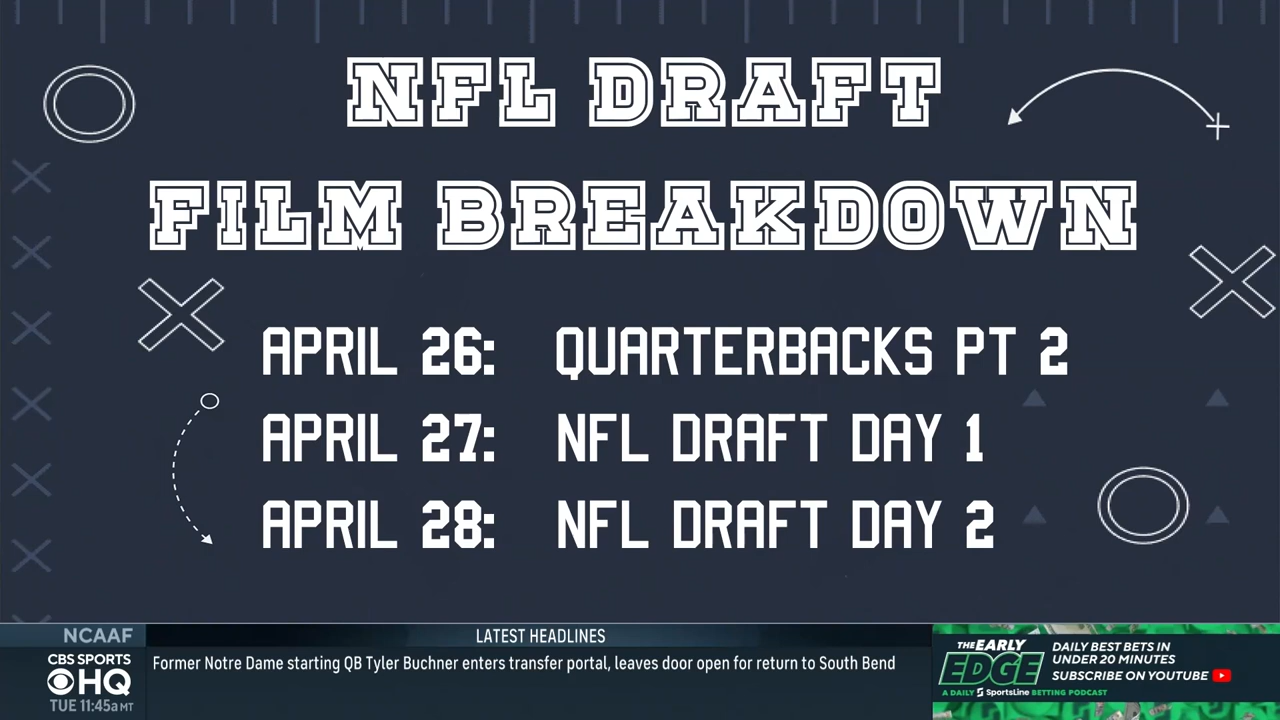 NFL DRAFT
FILM BREAKDOWN
APRIL 26: QUARTERBACKS PT 2
APRIL 27: NFL DRAFT DAY 1
APRIL 28: NFL DRAFT DAY 2
NCAAF
LATEST HEADLINES
CBS SPORTS
HQ
TUE 11:45a MT
Former Notre Dame starting QB Tyler Buchner enters transfer portal, leaves door open for return to South Bend
THE EARLY
EDGE
A DAILY SportsLine BETTING PODCAST
DAILY BEST BETS IN
UNDER 20 MINUTES
SUBSCRIBE ON YOUTUBE